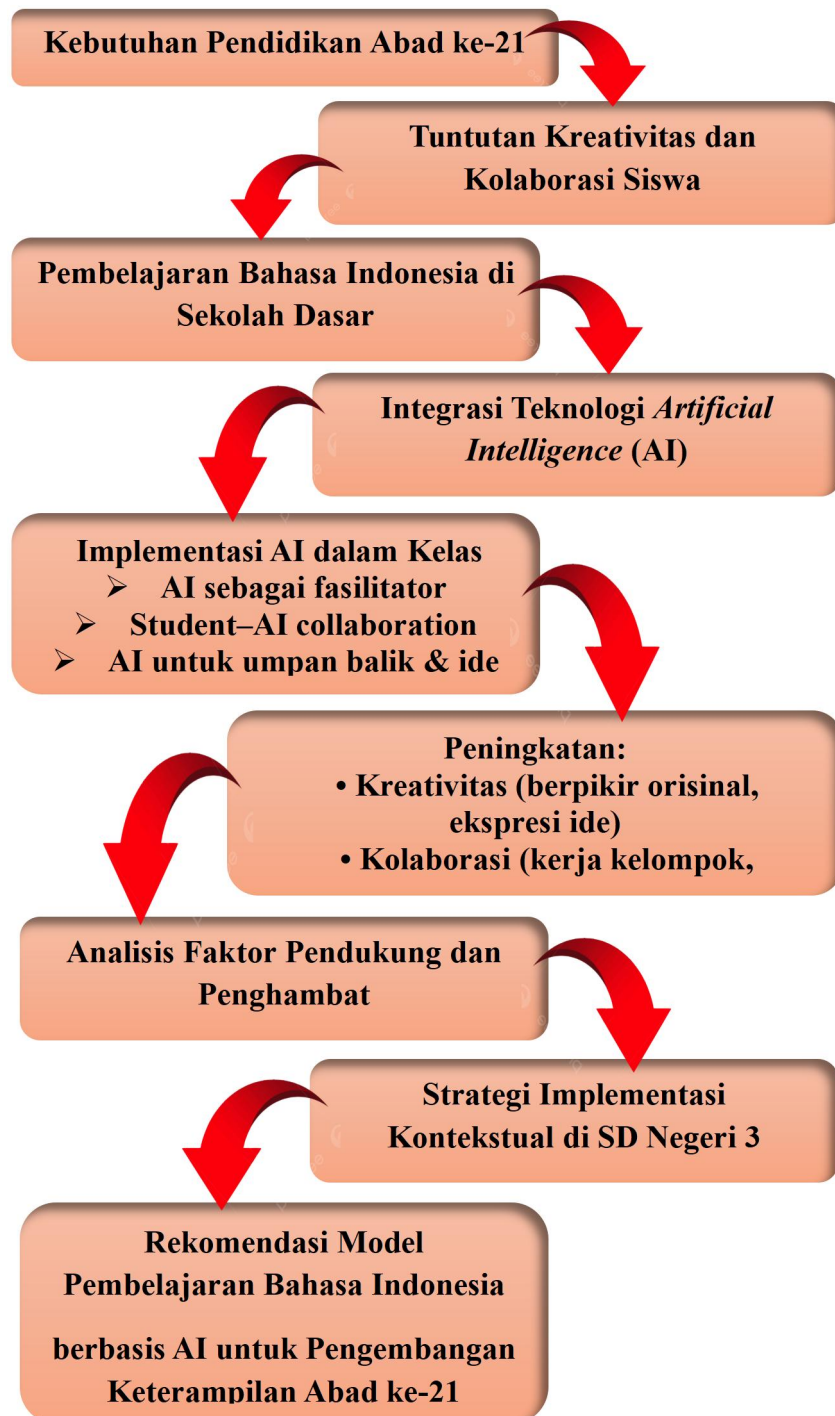 Kebutuhan Pendidikan Abad ke-21
Tuntutan Kreativitas dan
Kolaborasi Siswa
Pembelajaran Bahasa Indonesia di
Sekolah Dasar
Integrasi Teknologi Artificial
Intelligence (AI)
Implementasi AI dalam Kelas
➢ AI sebagai fasilitator
➢ Student–AI collaboration
➢ AI untuk umpan balik & ide
Peningkatan:
• Kreativitas (berpikir orisinal,
ekspresi ide)
• Kolaborasi (kerja kelompok,
Analisis Faktor Pendukung dan
Penghambat
Strategi Implementasi
Kontekstual di SD Negeri 3
Rekomendasi Model
Pembelajaran Bahasa Indonesia
berbasis AI untuk Pengembangan
Keterampilan Abad ke-21